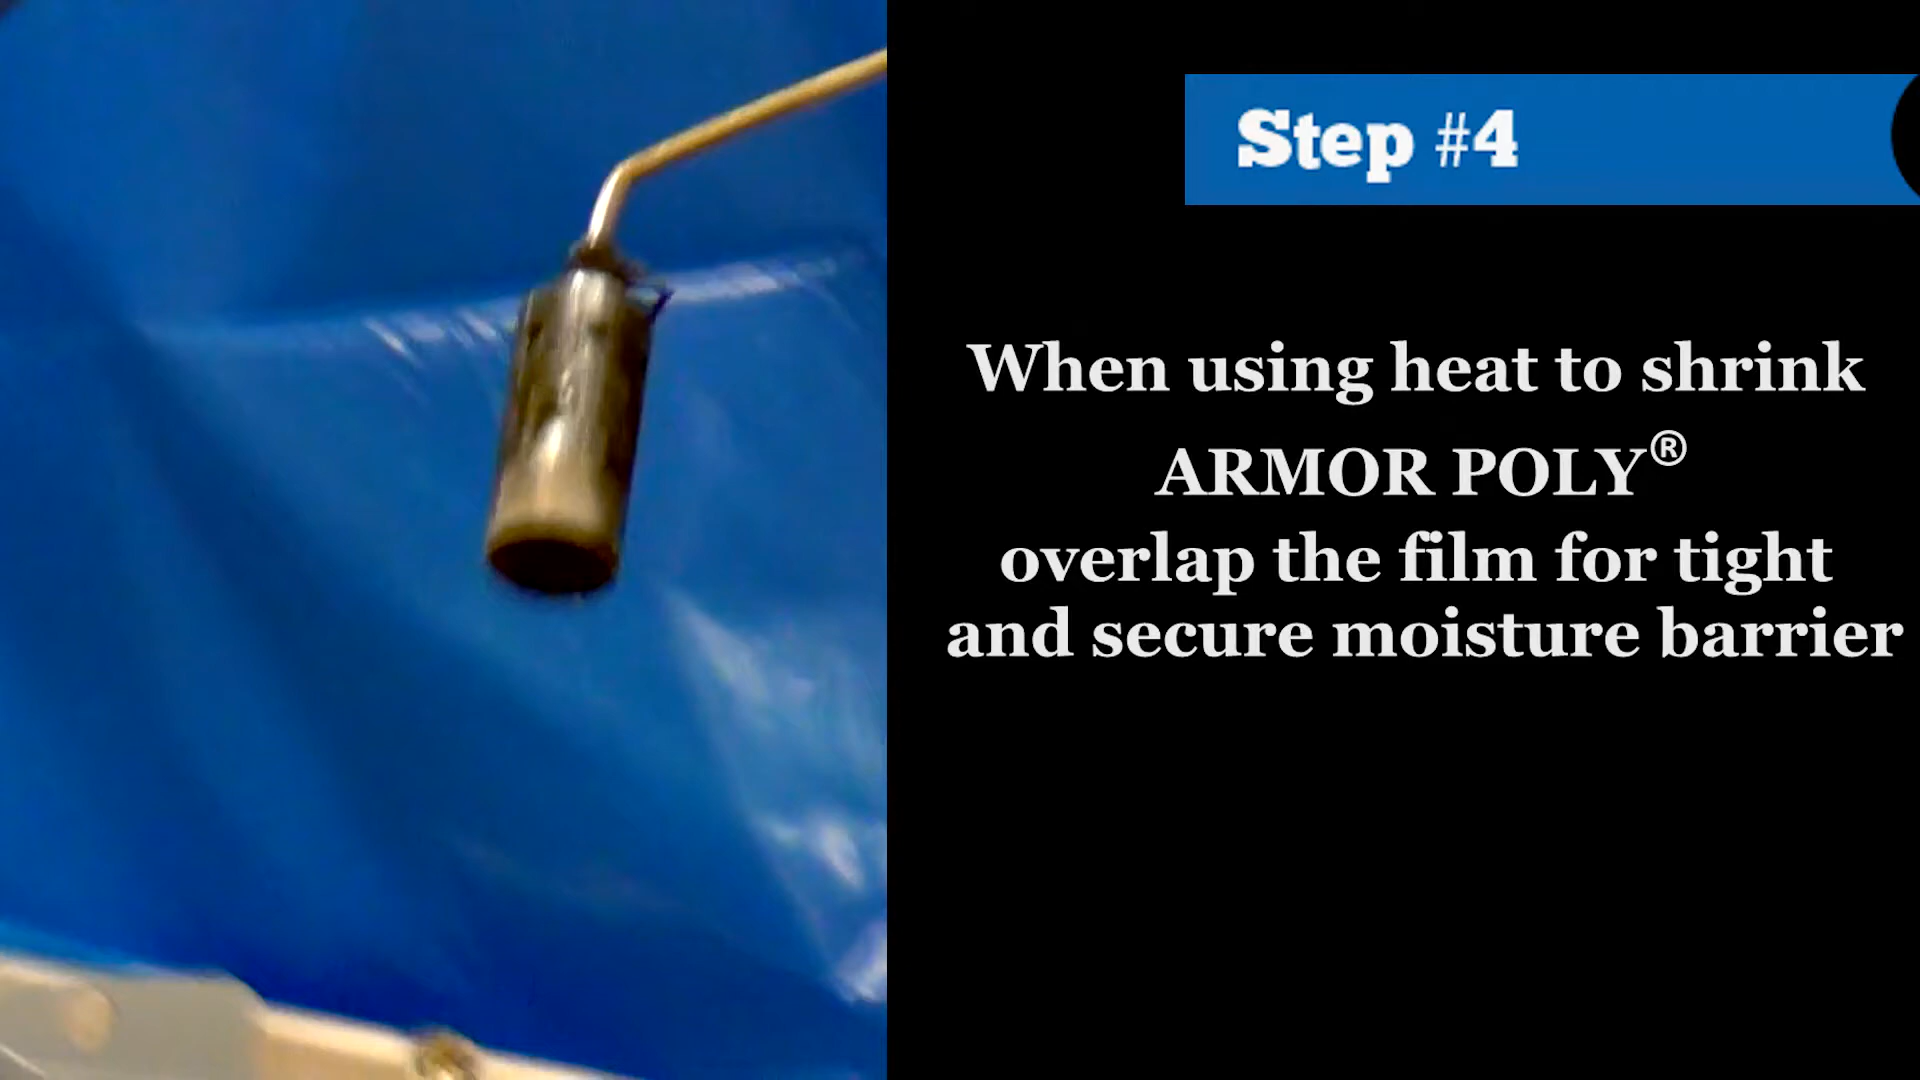 Step #4
When using heat to shrink
ARMOR POLY®
overlap the film for tight
and secure moisture barrier